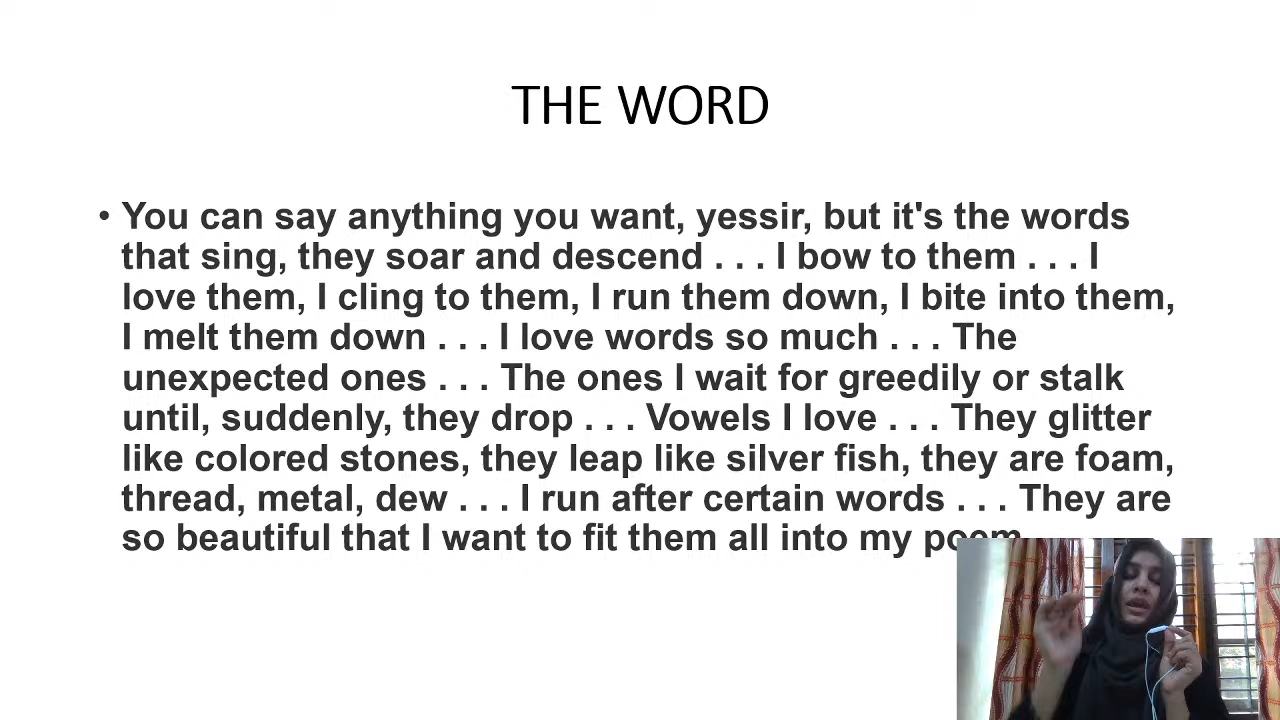 THE WORD
• You can say anything you want, yessir, but it's the words
that sing, they soar and descend . . . I bow to them . . . I
love them, I cling to them, I run them down, I bite into them,
I melt them down . . . I love words so much . . . The
unexpected ones . . . The ones I wait for greedily or stalk
until, suddenly, they drop . . . Vowels I love . . . They glitter
like colored stones, they leap like silver fish, they are foam,
thread, metal, dew . . . I run after certain words . . . They are
so beautiful that I want to fit them all into my poem